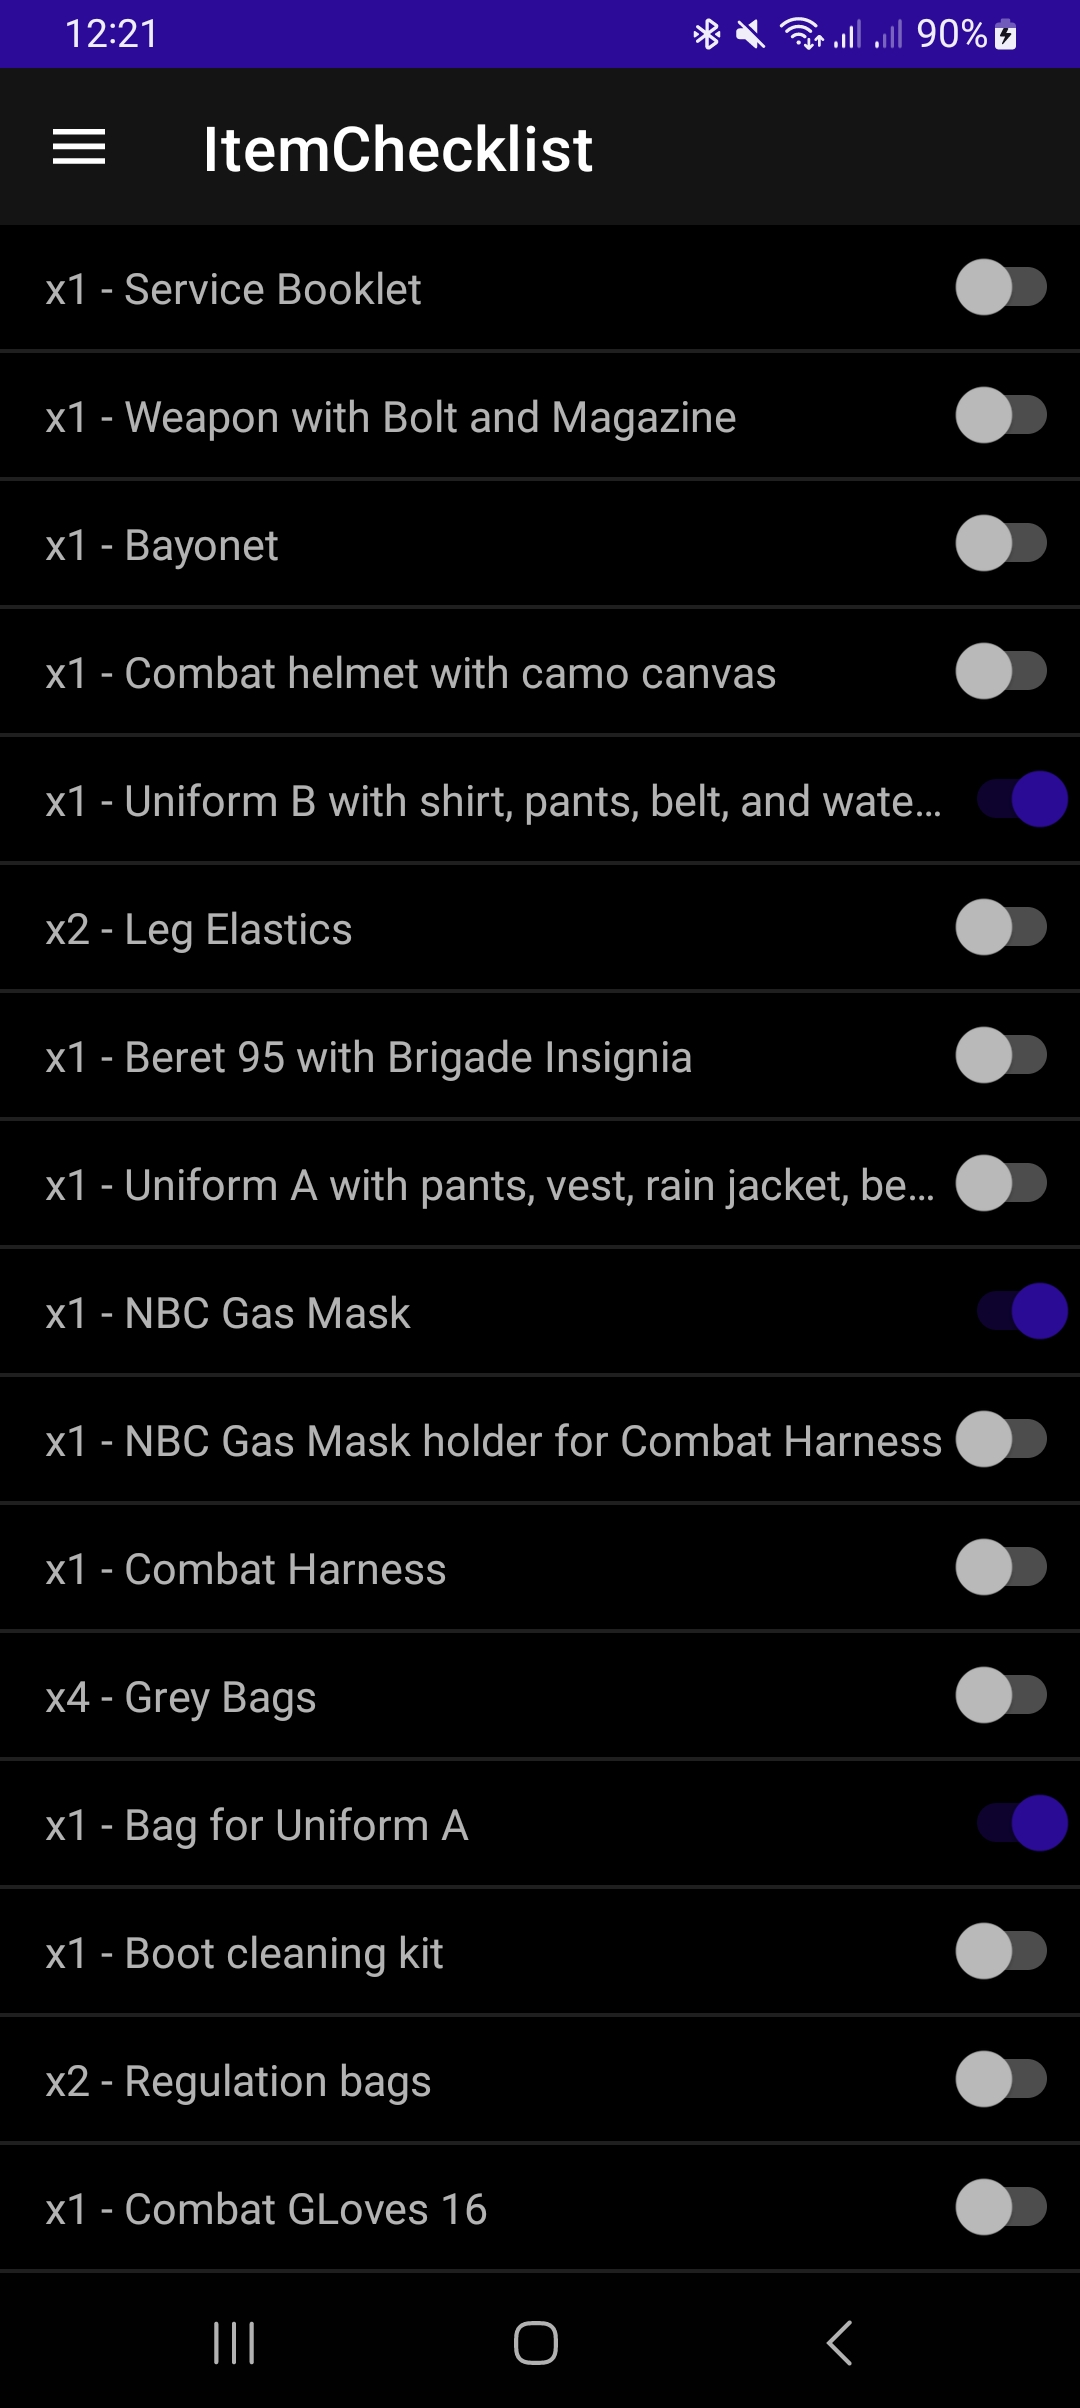 12:21 90%
ItemChecklist
x1 - Service Booklet
x1 - Weapon with Bolt and Magazine
x1 - Bayonet
x1 - Combat helmet with camo canvas
x1 - Uniform B with shirt, pants, belt, and wate...
x2 - Leg Elastics
x1 - Beret 95 with Brigade Insignia
x1 - Uniform A with pants, vest, rain jacket, be...
x1 - NBC Gas Mask
x1 - NBC Gas Mask holder for Combat Harness
x1 - Combat Harness
x4 - Grey Bags
x1 - Bag for Uniform A
x1 - Boot cleaning kit
x2 - Regulation bags
x1 - Combat GLoves 16